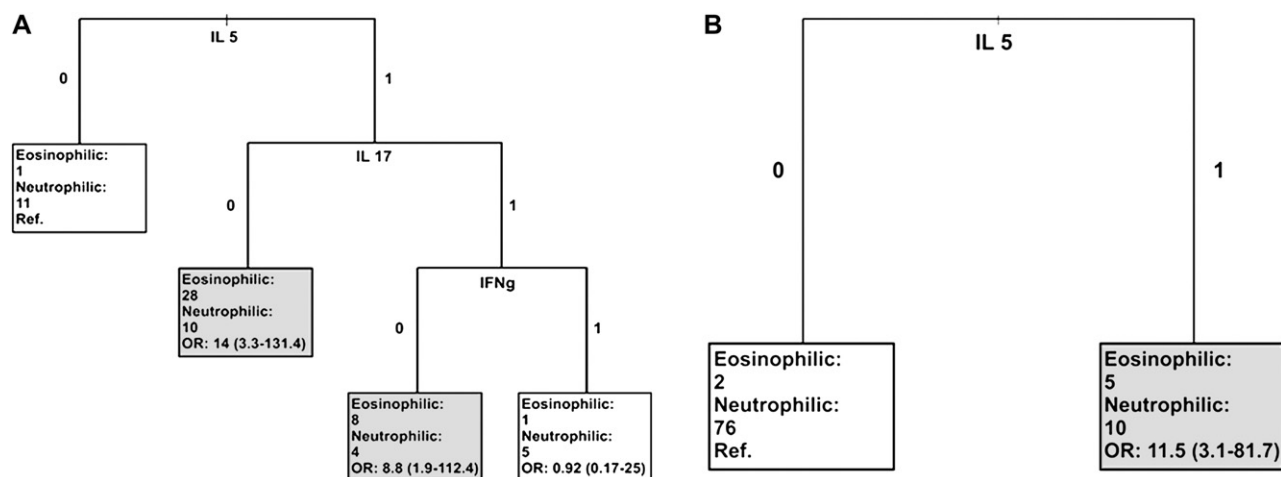 A
IL 5
0
1
Eosinophilic:
1
Neutrophilic:
11
Ref.
IL 17
0
1
Eosinophilic:
28
Neutrophilic:
10
OR: 14 (3.3-131.4)
IFNg
0
1
Eosinophilic:
8
Neutrophilic:
4
OR: 8.8 (1.9-112.4)
Eosinophilic:
1
Neutrophilic:
5
OR: 0.92 (0.17-25)
B
IL 5
0
1
Eosinophilic:
2
Neutrophilic:
76
Ref.
Eosinophilic:
5
Neutrophilic:
10
OR: 11.5 (3.1-81.7)